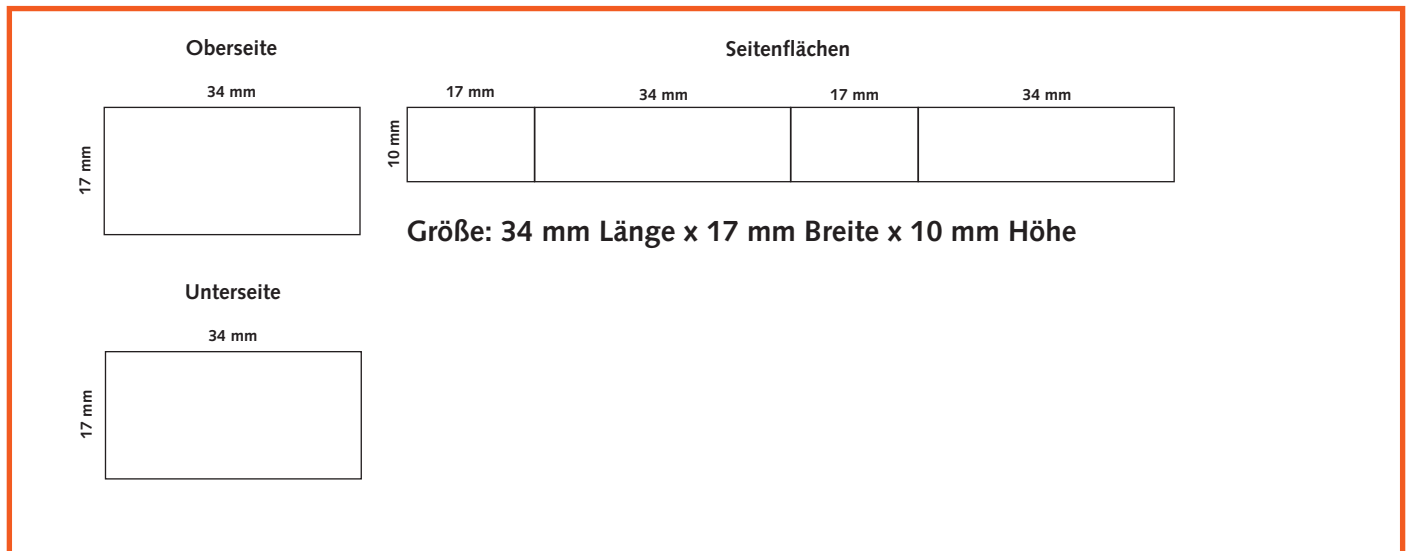 Oberseite
34 mm
17 mm
Seitenflächen
17 mm
34 mm
17 mm
34 mm
10 mm
Größe: 34 mm Länge x 17 mm Breite x 10 mm Höhe
Unterseite
34 mm
17 mm